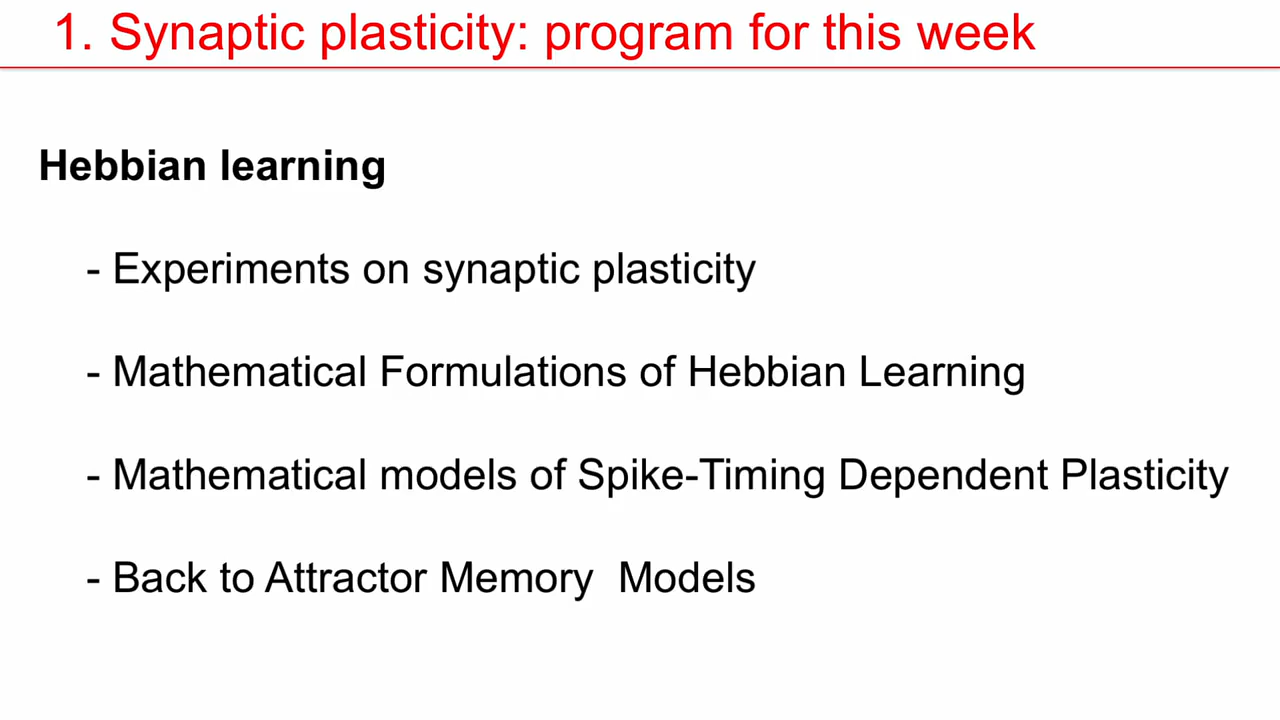 1. Synaptic plasticity: program for this week
Hebbian learning
- Experiments on synaptic plasticity
- Mathematical Formulations of Hebbian Learning
- Mathematical models of Spike-Timing Dependent Plasticity
- Back to Attractor Memory  Models